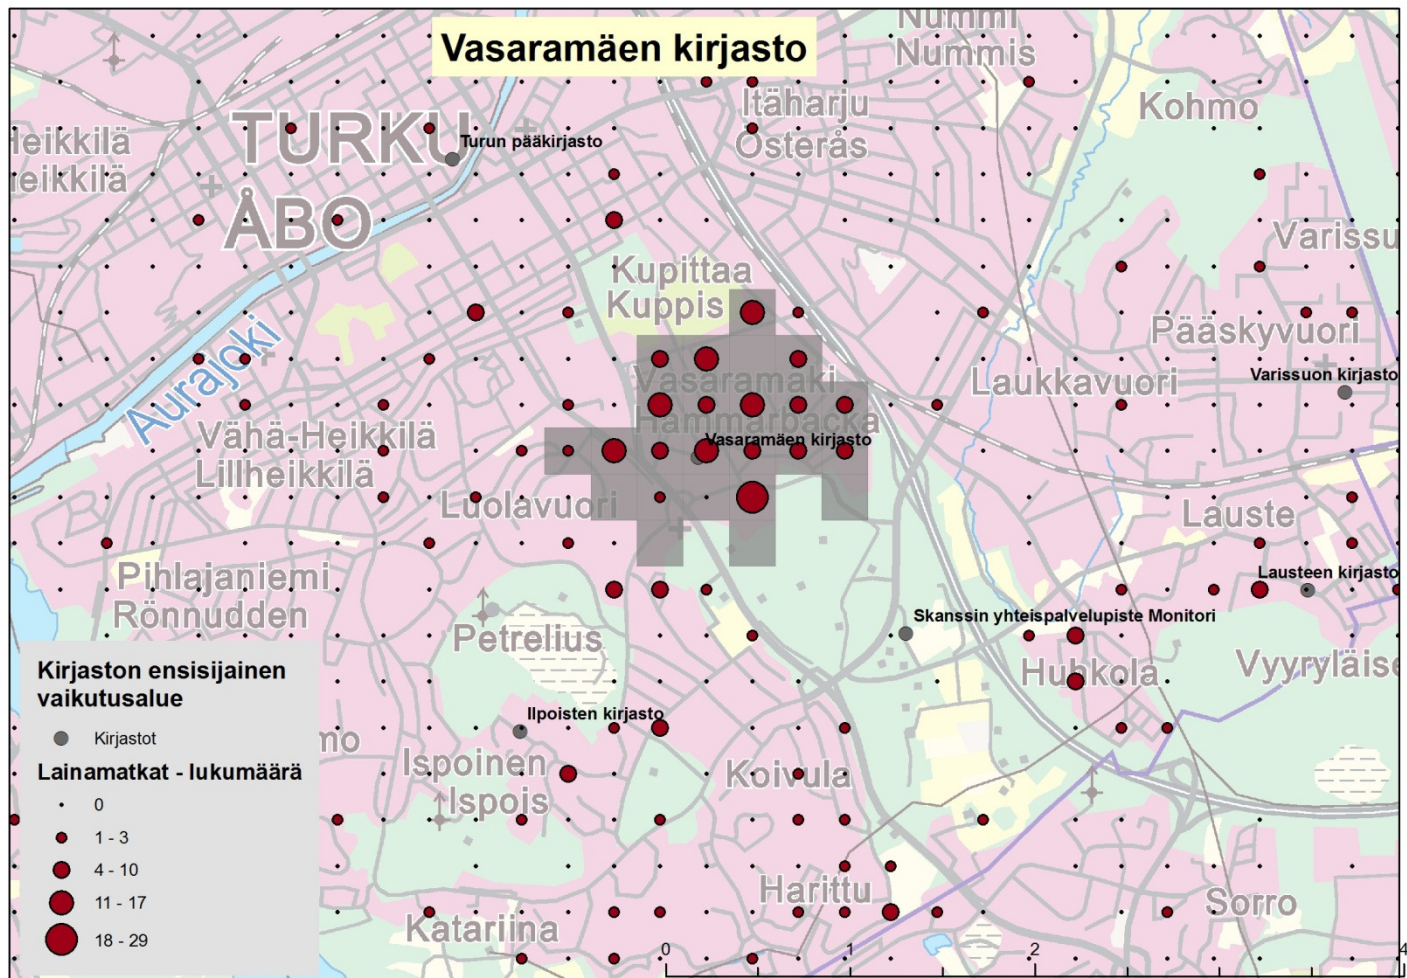 Vasaramäen kirjasto
Nummi
Nummis
Itäharju
Österås
Kohmo
TURKU
ÅBO
Turun pääkirjasto
Heikkilä
Heikkilä
Varissu
Kupittaa
Kuppis
Pääskyvuori
Aurajoki
Laukkavuori
Varissuon kirjasto
Vasaramäki
Hammarbacka
Vasaramäen kirjasto
Vähä-Heikkilä
Lillheikkilä
Luolavuori
Lauste
Pihlajaniemi
Rönnudden
Lausteen kirjasto
Petrelius
Skanssin yhteispalvelupiste Monitori
Huhkola
Vyyryläise
Ilpoisten kirjasto
mo
Ispoinen
Ispois
Koivula
Harittu
Sorro
Katariina
Kirjaston ensisijainen
vaikutusalue
Kirjastot
Lainamatkat - lukumäärä
0
1 - 3
4 - 10
11 - 17
18 - 29
0 1 2 4